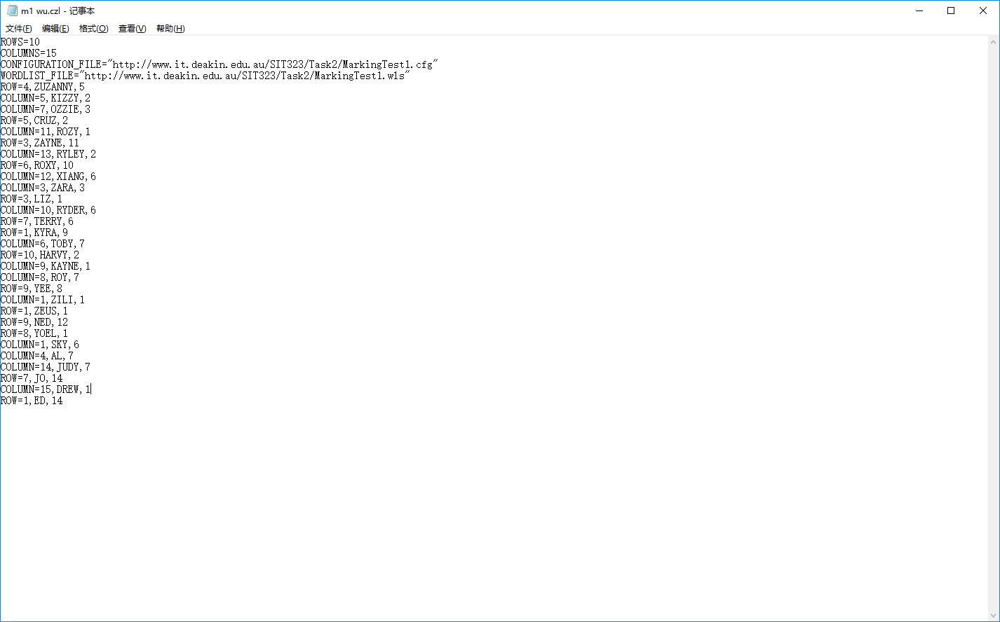 m1 wu.czl - 记事本
文件(F) 编辑(E) 格式(O) 查看(V) 帮助(H)
ROWS=10
COLUMNS=15
CONFIGURATION_FILE="http://www.it.deakin.edu.au/SIT323/Task2/MarkingTest1.cfg"
WORDLIST_FILE="http://www.it.deakin.edu.au/SIT323/Task2/MarkingTest1.wls"
ROW=4,ZUZANNY,5
COLUMN=5,KIZZY,2
COLUMN=7,OZZIE,3
ROW=5,CRUZ,2
COLUMN=11,ROZY,1
ROW=3,ZAYNE,11
COLUMN=13,RYLEY,2
ROW=6,ROXY,10
COLUMN=12,XIANG,6
COLUMN=3,ZARA,3
ROW=3,LIZ,1
COLUMN=10,RYDER,6
ROW=7,TERRY,6
ROW=1,KYRA,9
COLUMN=6,TOBY,7
ROW=10,HARVY,2
COLUMN=9,KAYNE,1
COLUMN=8,ROY,7
ROW=9,YEE,8
COLUMN=1,ZILI,1
ROW=1,ZEUS,1
ROW=9,NED,12
ROW=8,YOEL,1
COLUMN=1,SKY,6
COLUMN=4,AL,7
COLUMN=14,JUDY,7
ROW=7,JO,14
COLUMN=15,DREW,1
ROW=1,ED,14